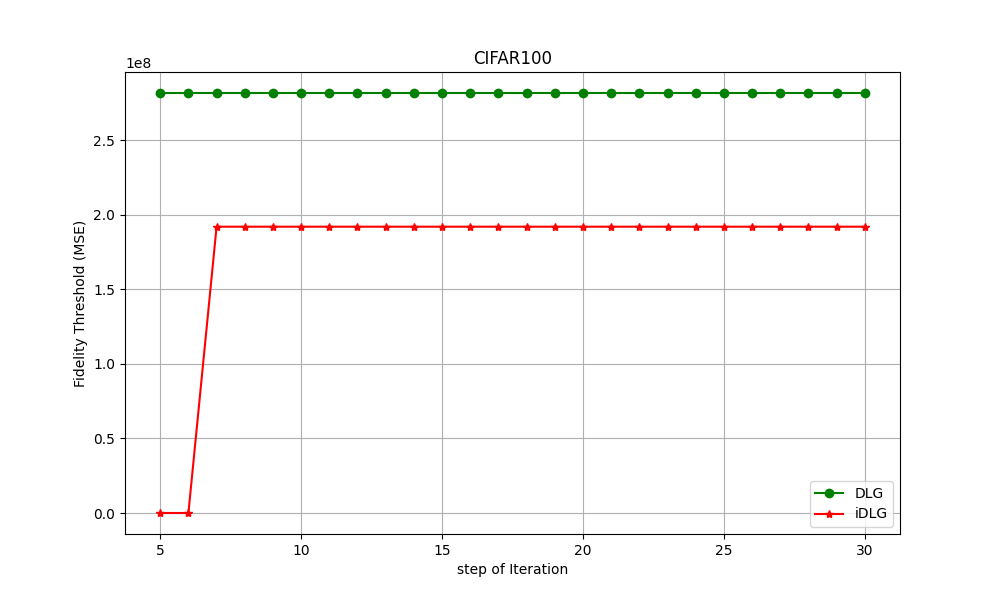 CIFAR100
1e8
2.5
2.0
1.5
1.0
0.5
0.0
Fidelity Threshold (MSE)
5 10 15 20 25 30
step of Iteration
DLG
iDLG